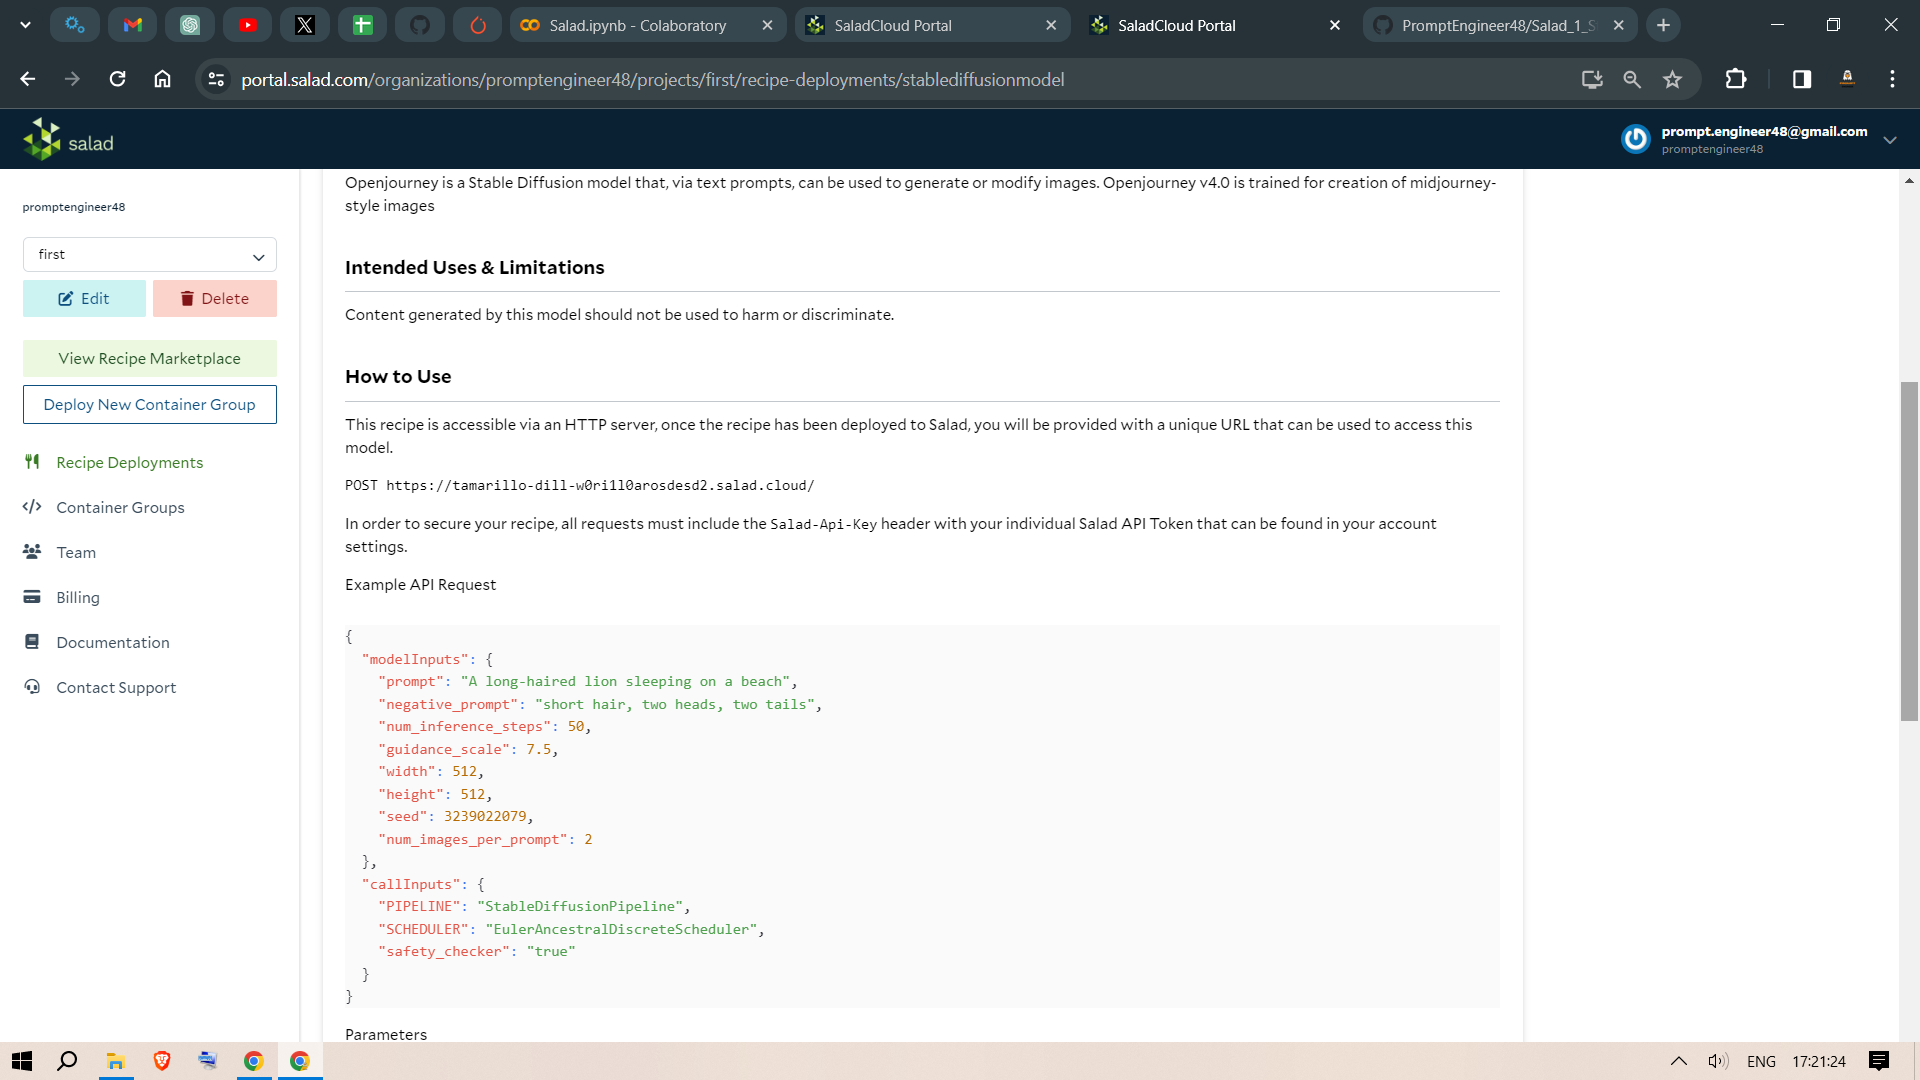 Salad.ipynb - Colaboratory
SaladCloud Portal
SaladCloud Portal
PromptEngineer48/Salad_1_S
portal.salad.com/organizations/promptengineer48/projects/first/recipe-deployments/stablediffusionmodel
salad
prompt.engineer48@gmail.com
promptengineer48
promptengineer48
first
Edit
Delete
View Recipe Marketplace
Deploy New Container Group
Recipe Deployments
Container Groups
Team
Billing
Documentation
Contact Support
Openjourney is a Stable Diffusion model that, via text prompts, can be used to generate or modify images. Openjourney v4.0 is trained for creation of midjourney-
style images
Intended Uses & Limitations
Content generated by this model should not be used to harm or discriminate.
How to Use
This recipe is accessible via an HTTP server, once the recipe has been deployed to Salad, you will be provided with a unique URL that can be used to access this
model.
POST https://tamarillo-dill-w0ri1l0arosdesd2.salad.cloud/
In order to secure your recipe, all requests must include the Salad-Api-Key header with your individual Salad API Token that can be found in your account
settings.
Example API Request
{
"modelInputs": {
"prompt": "A long-haired lion sleeping on a beach",
"negative_prompt": "short hair, two heads, two tails",
"num_inference_steps": 50,
"guidance_scale": 7.5,
"width": 512,
"height": 512,
"seed": 3239022079,
"num_images_per_prompt": 2
},
"callInputs": {
"PIPELINE": "StableDiffusionPipeline",
"SCHEDULER": "EulerAncestralDiscreteScheduler",
"safety_checker": "true"
}
}
Parameters
ENG
17:21:24